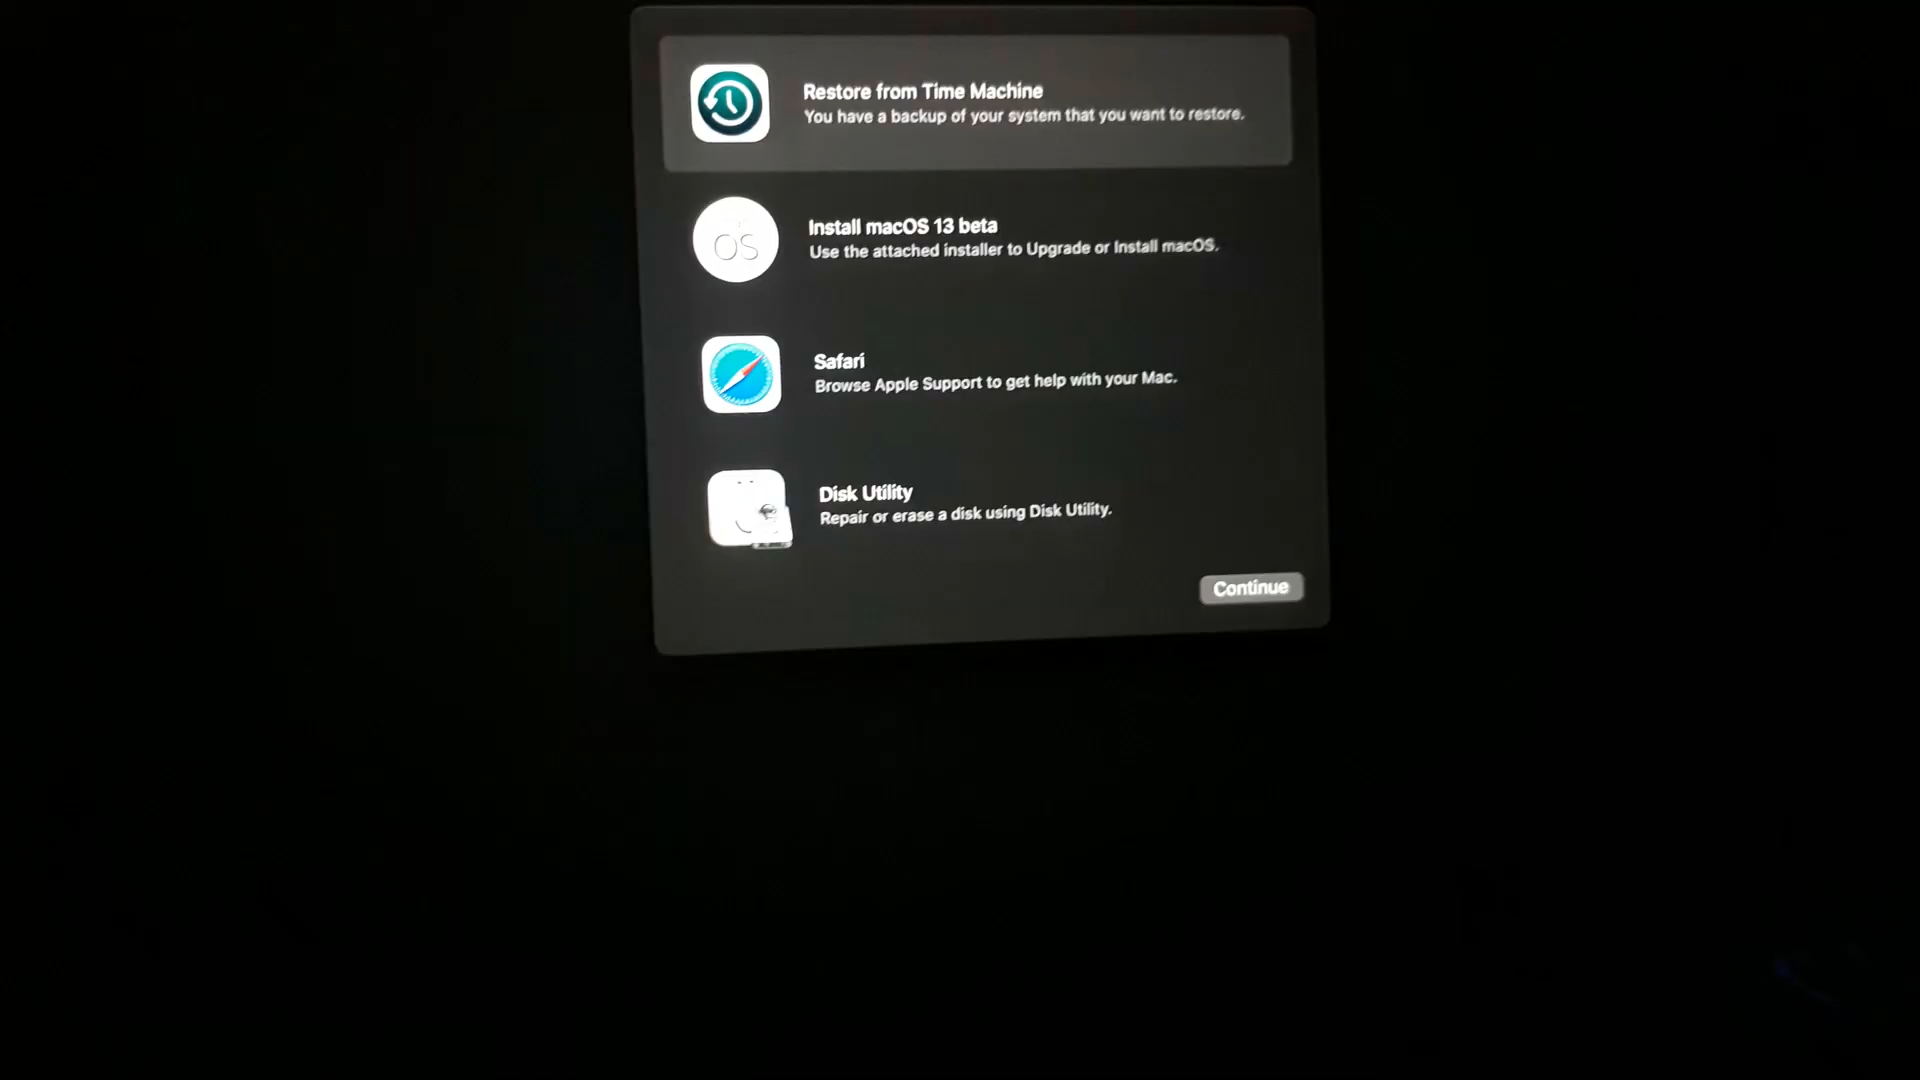 Restore from Time Machine
You have a backup of your system that you want to restore.
OS
Install macOS 13 beta
Use the attached installer to Upgrade or Install macOS.
Safari
Browse Apple Support to get help with your Mac.
Disk Utility
Repair or erase a disk using Disk Utility.
Continue